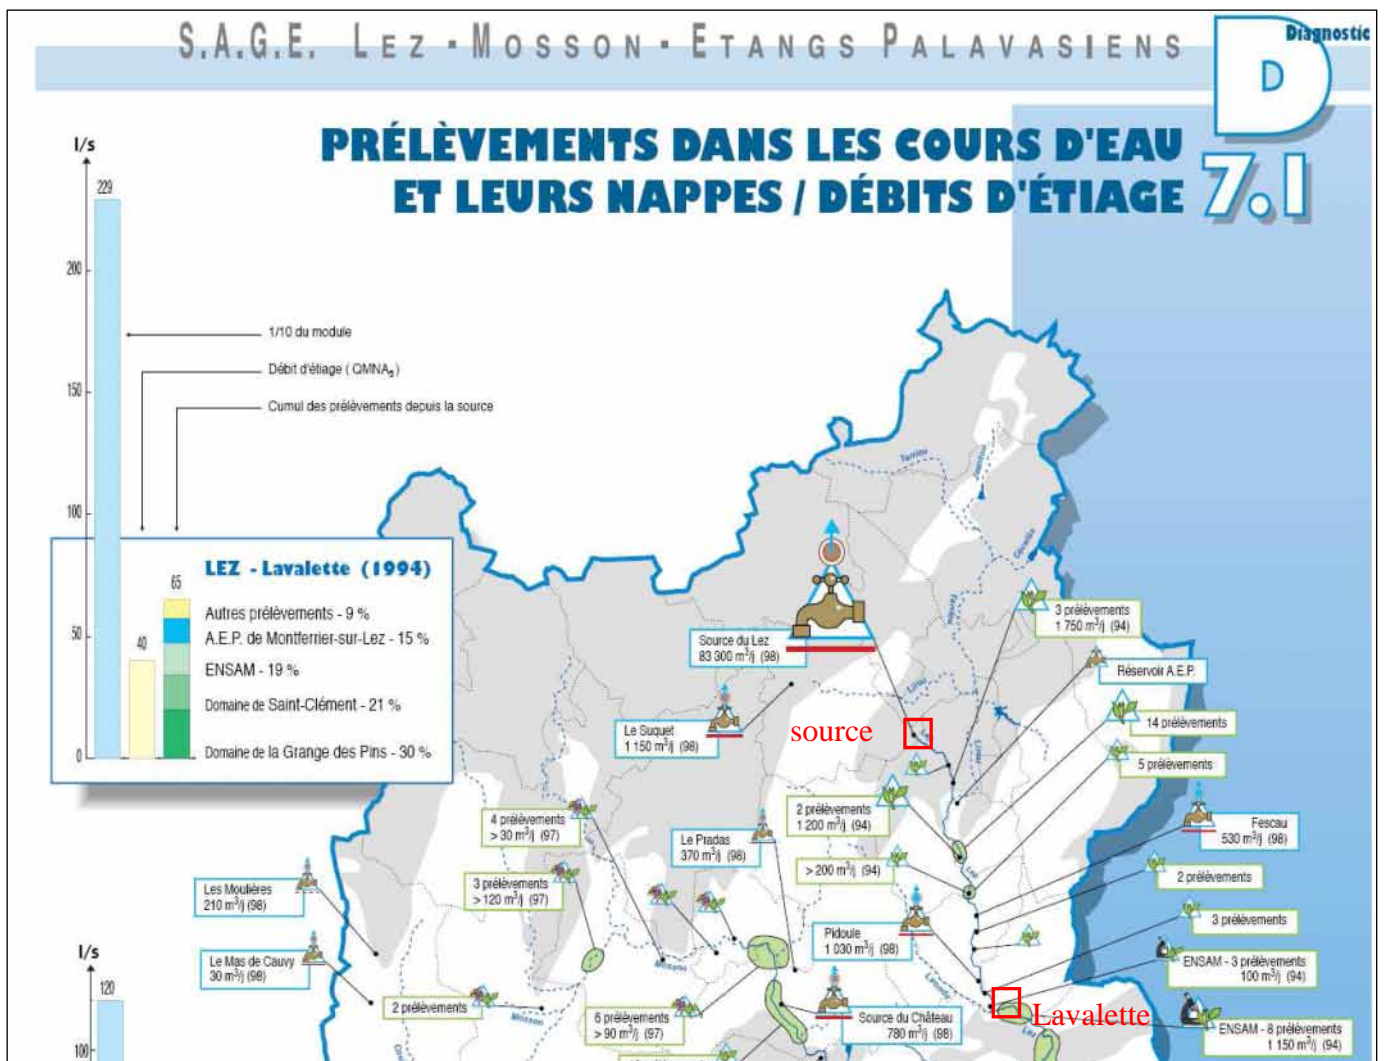 S.A.G.E. LEZ - MOSSON - ETANGS PALAVASIENS
Diagnostic
D
7.1
PRÉLÈVEMENTS DANS LES COURS D'EAU
ET LEURS NAPPES / DÉBITS D'ÉTIAGE
l/s
229
200
150
100
50
0
1/10 du module
Débit d'étiage ( QMNA5 )
Cumul des prélèvements depuis la source
40
65
LEZ - Lavalette (1994)
Autres prélèvements - 9 %
A.E.P. de Montferrier-sur-Lez - 15 %
ENSAM - 19 %
Domaine de Saint-Clément - 21 %
Domaine de la Grange des Pins - 30 %
Terrieu
Lirou
Source du Lez
83 300 m³/j (98)
3 prélèvements
1 750 m³/j (94)
Réservoir A.E.P.
14 prélèvements
5 prélèvements
Le Suquet
1 150 m³/j (98)
source
4 prélèvements
> 30 m³/j (97)
Le Pradas
370 m³/j (98)
2 prélèvements
1 200 m³/j (94)
Fescau
530 m³/j (98)
Lez
> 200 m³/j (94)
2 prélèvements
3 prélèvements
> 120 m³/j (97)
Les Moulières
210 m³/j (98)
3 prélèvements
Pidoule
1 030 m³/j (98)
Le Mas de Cauvy
30 m³/j (98)
Mosson
ENSAM - 3 prélèvements
100 m³/j (94)
2 prélèvements
Mosson
6 prélèvements
> 90 m³/j (97)
Source du Château
780 m³/j (98)
Lavalette
Lez
ENSAM - 8 prélèvements
1 150 m³/j (94)
l/s
120
100